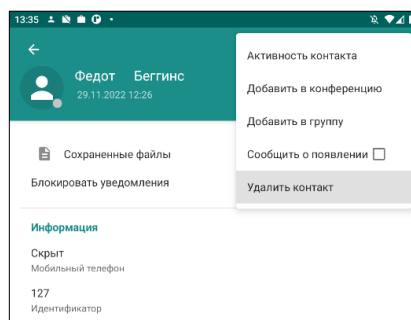 13:35
Федот Беггинс
29.11.2022 12:26
Активность контакта
Добавить в конференцию
Добавить в группу
Сообщить о появлении
Удалить контакт
Сохраненные файлы
Блокировать уведомления
Информация
Скрыт
Мобильный телефон
127
Идентификатор